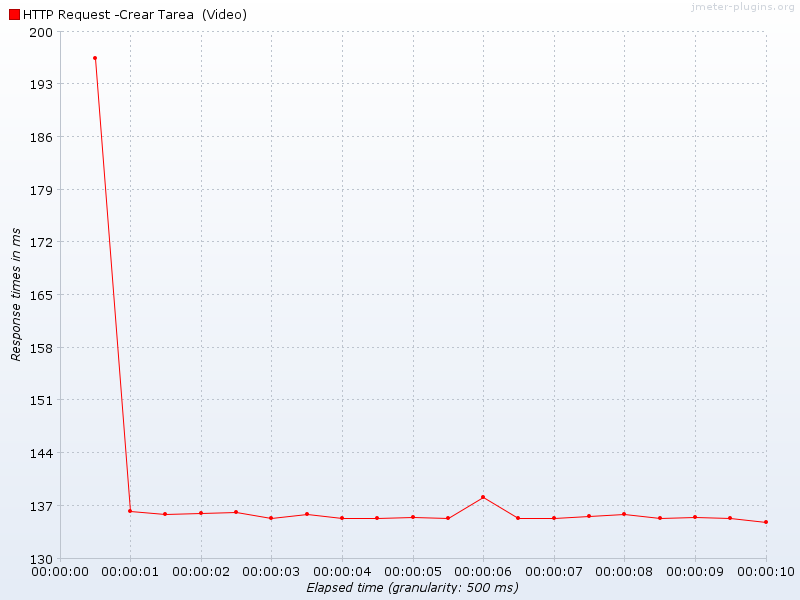 jmeter-plugins.org
HTTP Request -Crear Tarea (Video)
200
193
186
179
172
165
158
151
144
137
130
Response times in ms
00:00:00 00:00:01 00:00:02 00:00:03 00:00:04 00:00:05 00:00:06 00:00:07 00:00:08 00:00:09 00:00:10
Elapsed time (granularity: 500 ms)